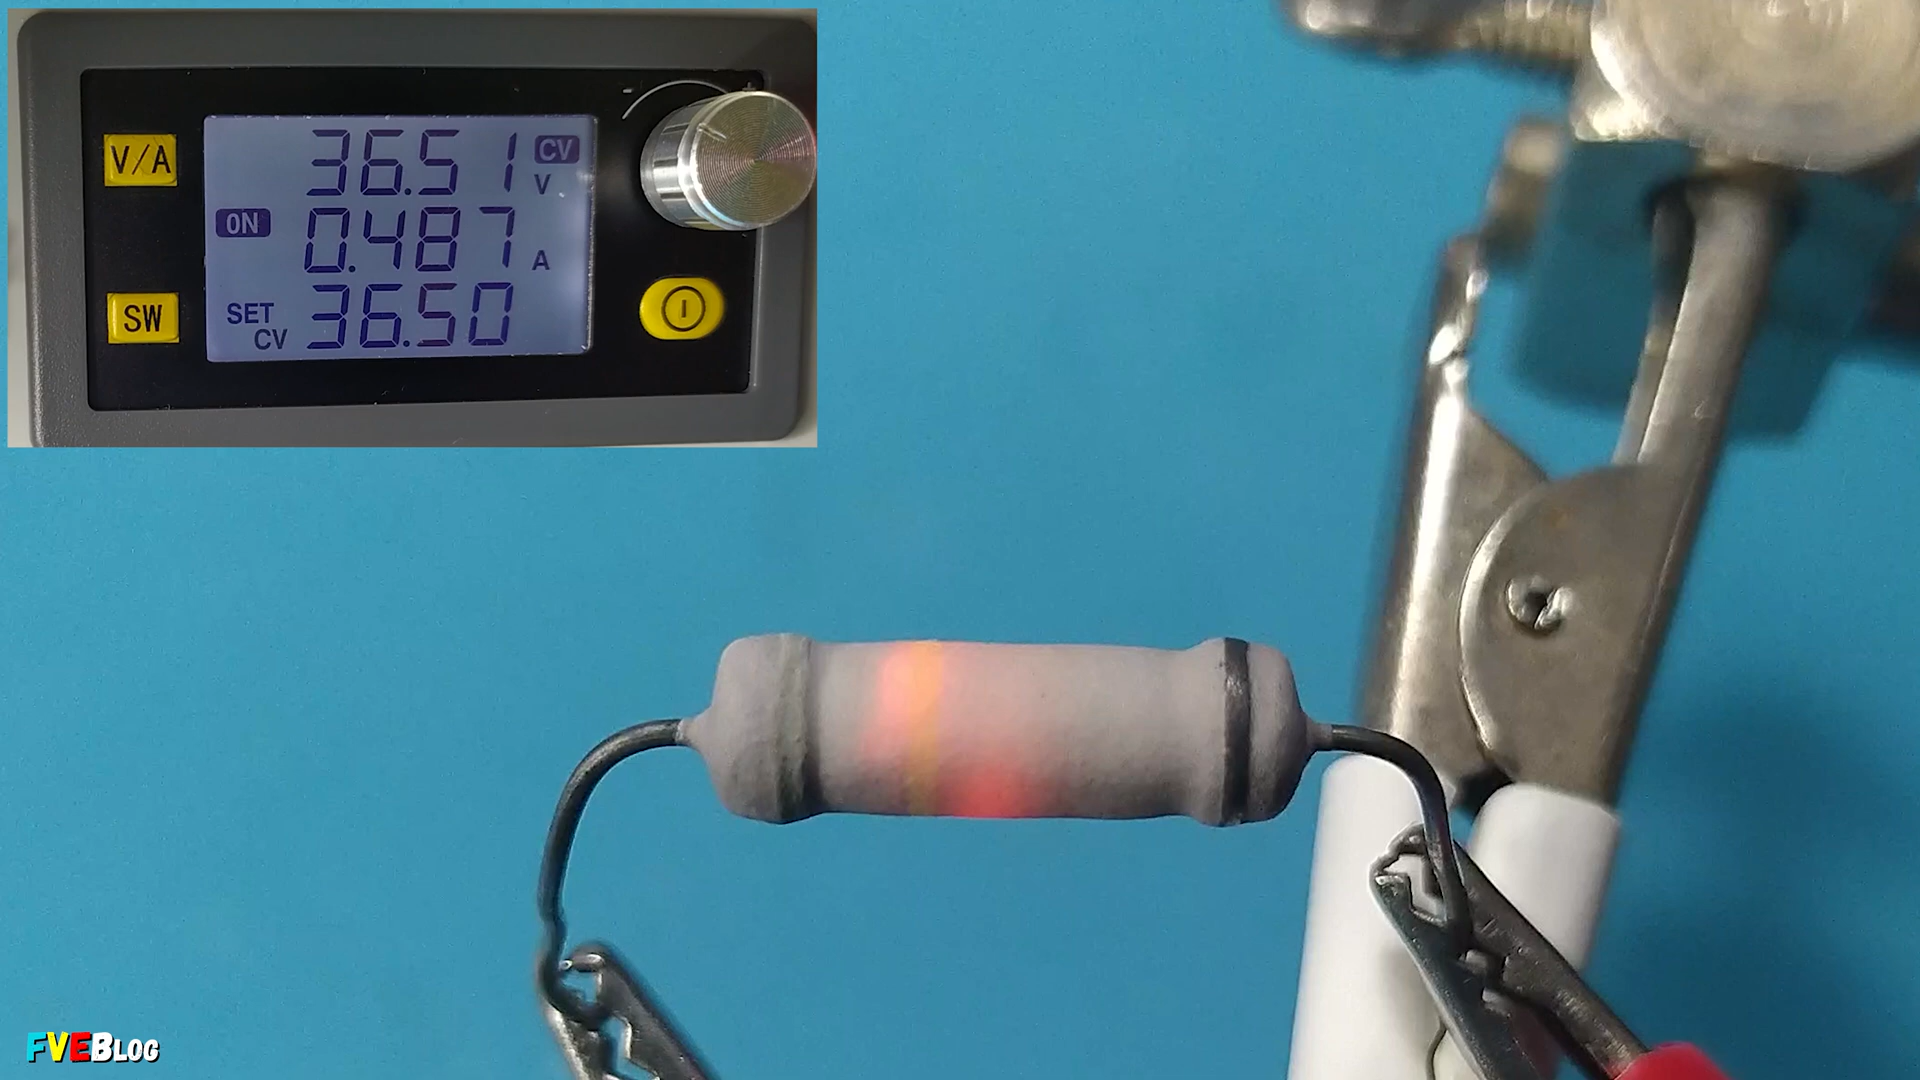 V/A
36.51 CV
V
ON
0.487 A
SW
SET
CV 36.50
- +
FVEBLOG